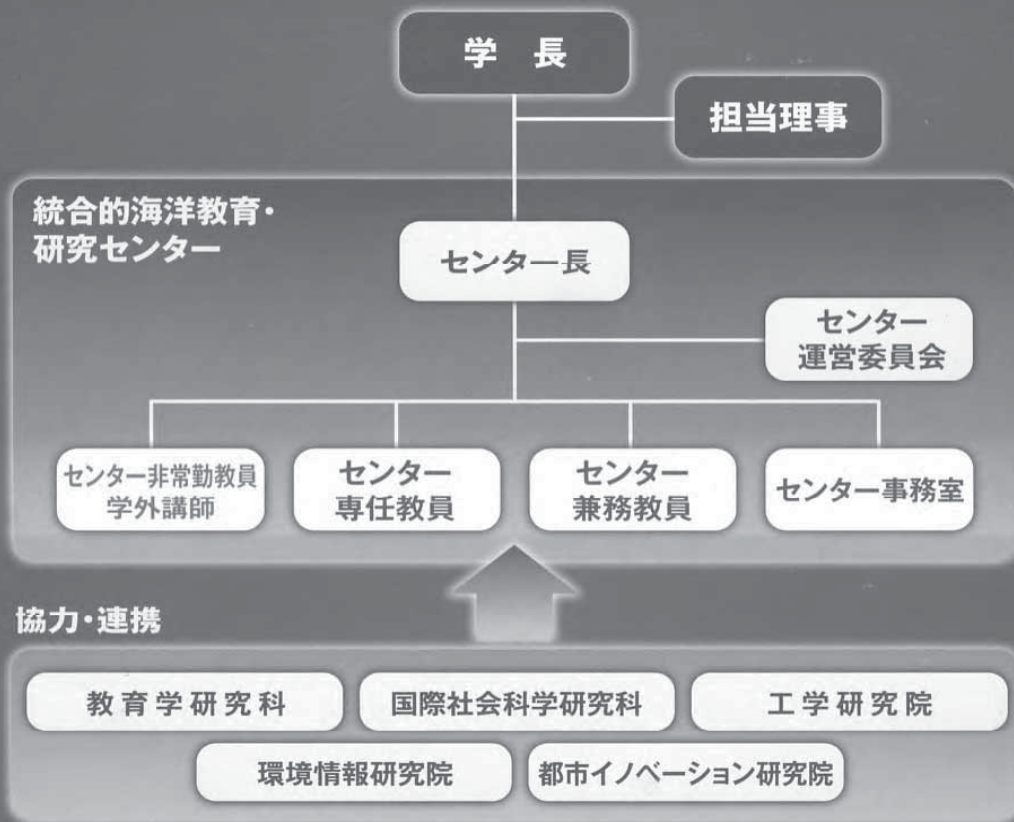 学 長
担当理事
統合的海洋教育・
研究センター
センター長
センター
運営委員会
センター非常勤教員
学外講師
センター
専任教員
センター
兼務教員
センター事務室
協力・連携
教育学研究科
国際社会科学研究科
工学研究院
環境情報研究院
都市イノベーション研究院